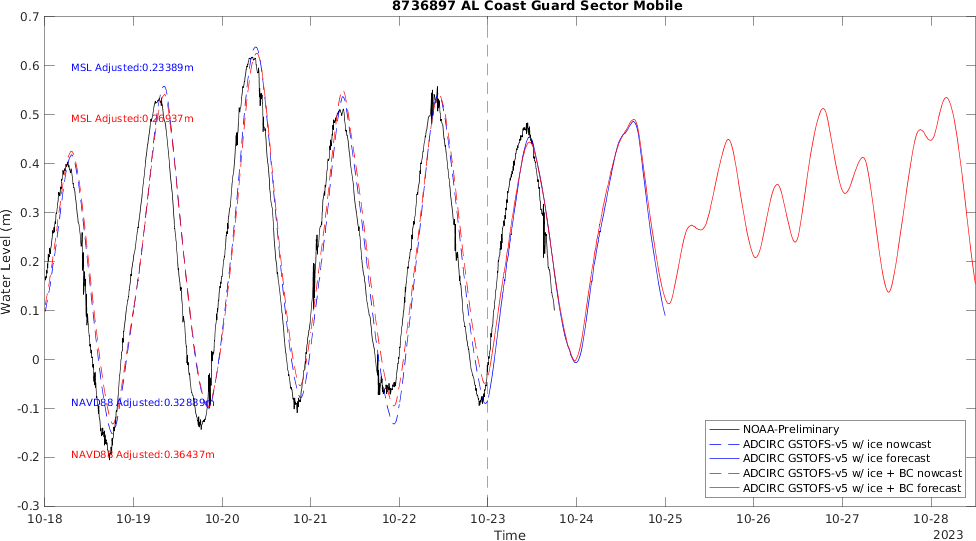 8736897 AL Coast Guard Sector Mobile
0.7
0.6
0.5
0.4
0.3
0.2
0.1
0
-0.1
-0.2
-0.3
Water Level (m)
MSL Adjusted:0.23389m
MSL Adjusted:0.26937m
NAVD88 Adjusted:0.32889m
NAVD88 Adjusted:0.36437m
NOAA-Preliminary
ADCIRC GSTOFS-v5 w/ ice nowcast
ADCIRC GSTOFS-v5 w/ ice forecast
ADCIRC GSTOFS-v5 w/ ice + BC nowcast
ADCIRC GSTOFS-v5 w/ ice + BC forecast
10-18 10-19 10-20 10-21 10-22 10-23 10-24 10-25 10-26 10-27 10-28
Time
2023